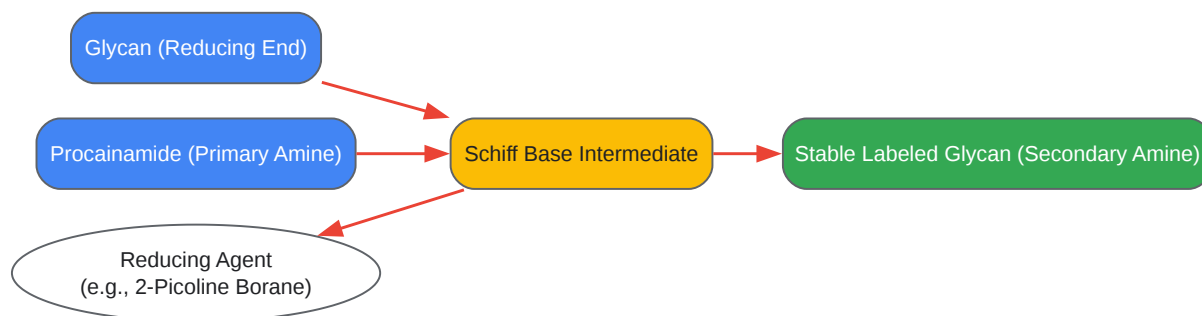 Glycan (Reducing End)
Procainamide (Primary Amine)
Schiff Base Intermediate
Stable Labeled Glycan (Secondary Amine)
Reducing Agent
(e.g., 2-Picoline Borane)